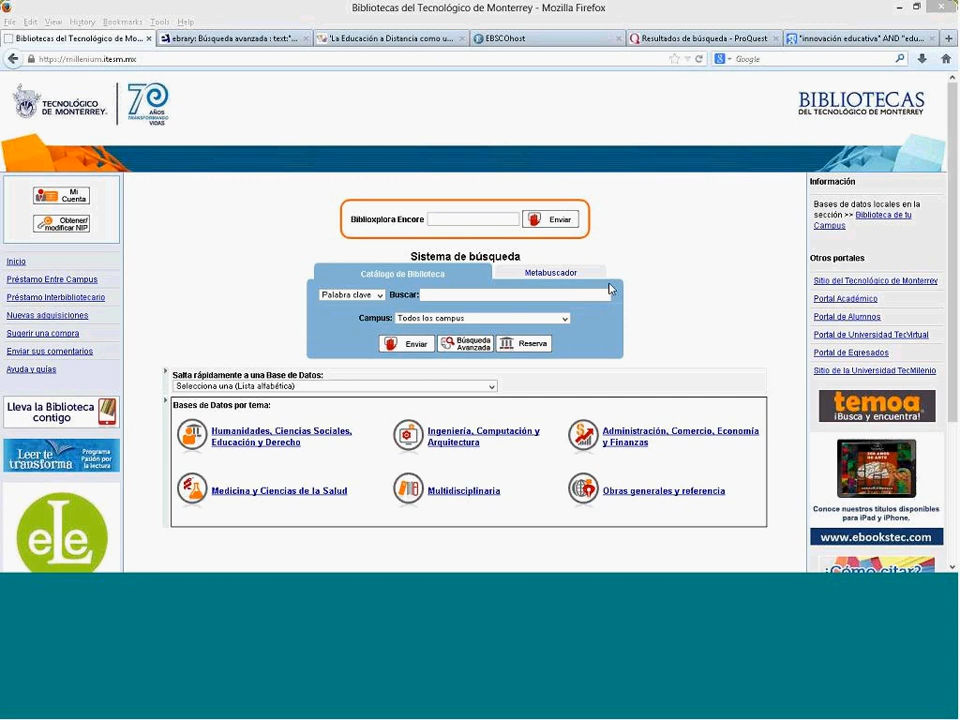 Bibliotecas del Tecnológico de Monterrey - Mozilla Firefox
File Edit View History Bookmarks Tools Help
Bibliotecas del Tecnológico de Mo... ebrary: Búsqueda avanzada : text:"... 'La Educación a Distancia como u... EBSCOhost Resultados de búsqueda - ProQuest "innovación educativa" AND "edu...
https://millenium.itesm.mx
Google
TECNOLÓGICO
DE MONTERREY.
70
AÑOS
TRANSFORMANDO
VIDAS
BIBLIOTECAS
DEL TECNOLÓGICO DE MONTERREY
Mi
Cuenta
Obtener/
modificar NIP
Inicio
Préstamo Entre Campus
Préstamo Interbibliotecario
Nuevas adquisiciones
Sugerir una compra
Enviar sus comentarios
Ayuda y guías
Lleva la Biblioteca
contigo
Leer te
transforma
Programa
Pasión por
la lectura
eLe
Biblioxplora Encore
Enviar
Sistema de búsqueda
Catálogo de Biblioteca Metabuscador
Palabra clave Buscar:
Campus: Todos los campus
Enviar Búsqueda
Avanzada Reserva
Salta rápidamente a una Base de Datos:
Selecciona una (Lista alfabética)
Bases de Datos por tema:
Humanidades, Ciencias Sociales,
Educación y Derecho
Ingeniería, Computación y
Arquitectura
Administración, Comercio, Economía
y Finanzas
Medicina y Ciencias de la Salud
Multidisciplinaria
Obras generales y referencia
Información
Bases de datos locales en la
sección >> Biblioteca de tu
Campus
Otros portales
Sitio del Tecnológico de Monterrey
Portal Académico
Portal de Alumnos
Portal de Universidad TecVirtual
Portal de Egresados
Sitio de la Universidad TecMilenio
temoa
¡Busca y encuentra!
Conoce nuestros títulos disponibles
para iPad y iPhone,
www.ebookstec.com
¿Cómo citar?